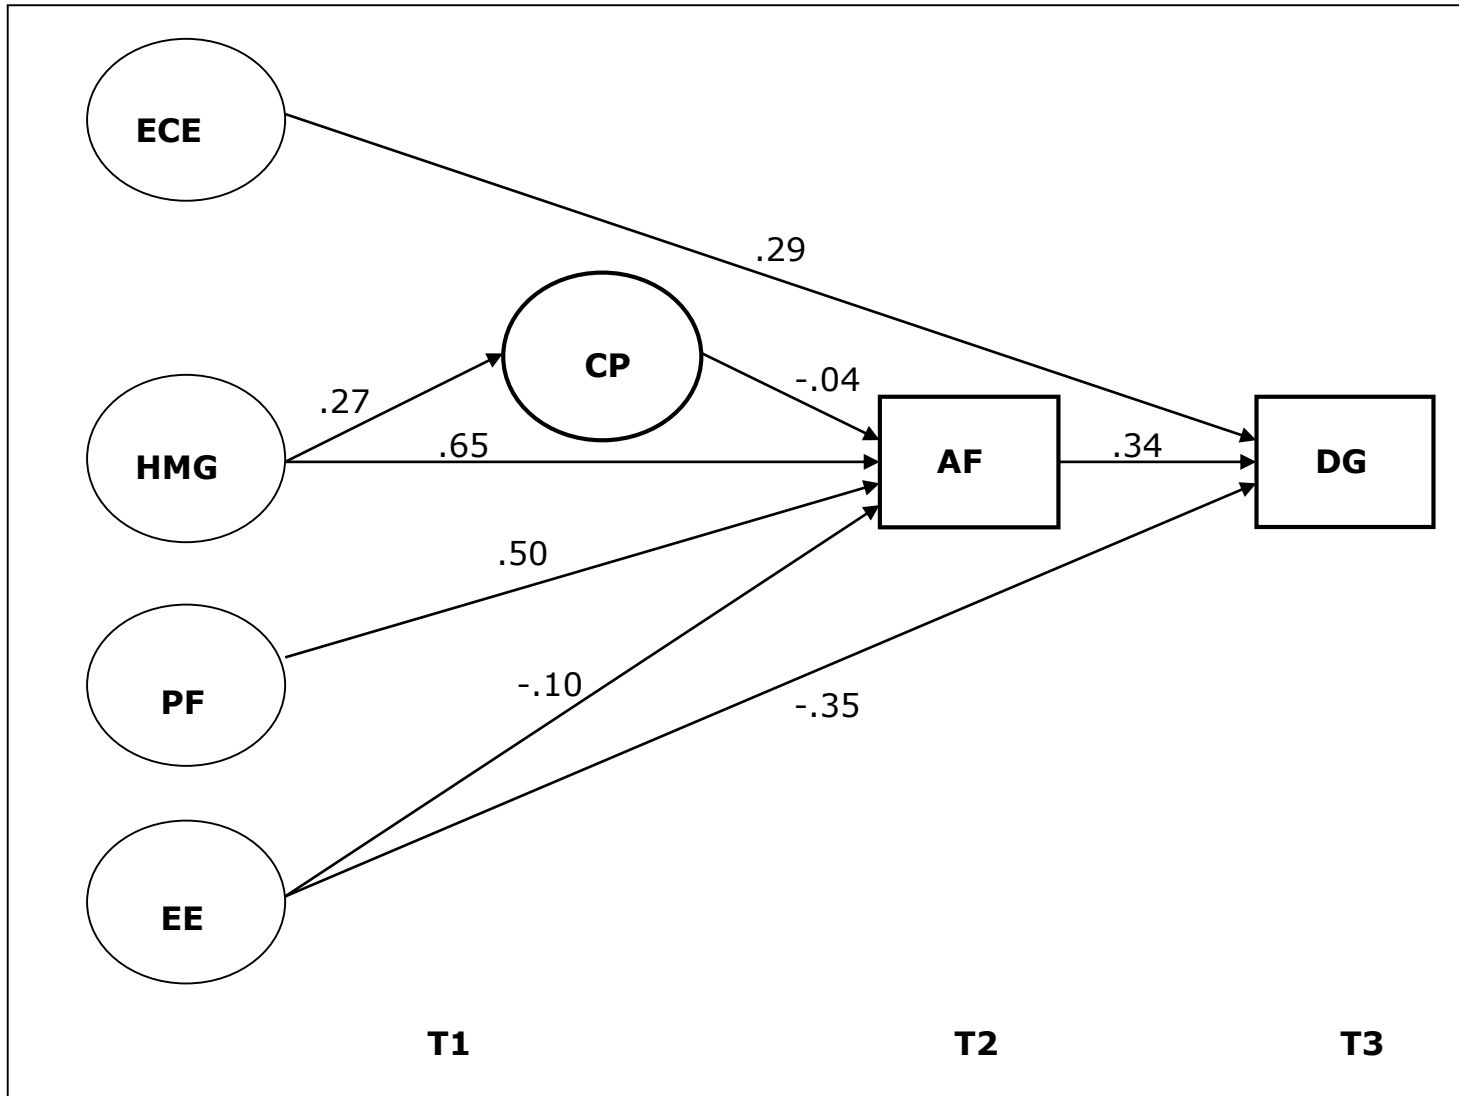 ECE
.29
CP
.27
-.04
HMG
.65
AF
.34
DG
.50
PF
-.10
-.35
EE
T1
T2
T3